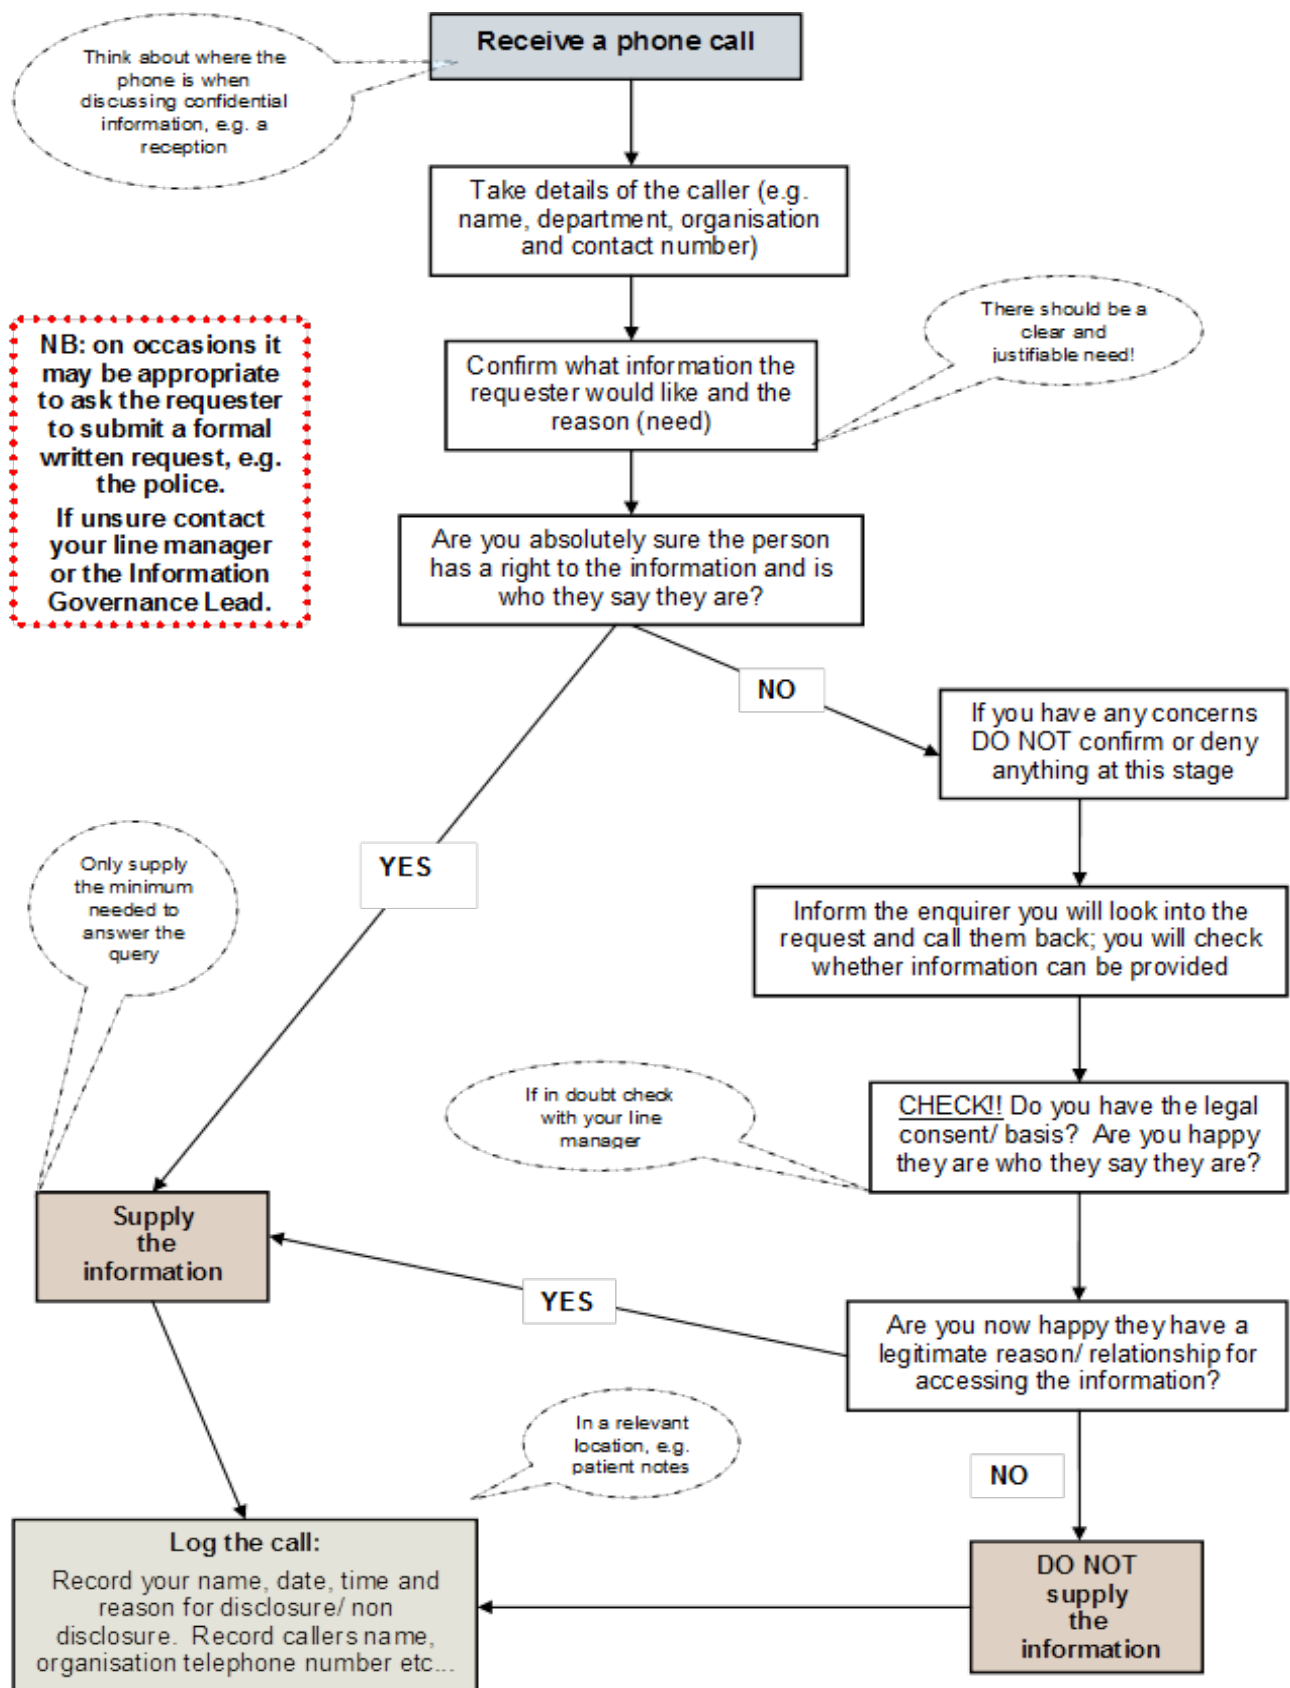 Receive a phone call
Think about where the
phone is when
discussing confidential
information, e.g. a
reception
Take details of the caller (e.g.
name, department, organisation
and contact number)
There should be a
clear and
justifiable need!
NB: on occasions it
may be appropriate
to ask the requester
to submit a formal
written request, e.g.
the police.
If unsure contact
your line manager
or the Information
Governance Lead.
Confirm what information the
requester would like and the
reason (need)
Are you absolutely sure the person
has a right to the information and is
who they say they are?
NO
If you have any concerns
DO NOT confirm or deny
anything at this stage
YES
Only supply
the minimum
needed to
answer the
query
Inform the enquirer you will look into the
request and call them back; you will check
whether information can be provided
If in doubt check
with your line
manager
CHECK!! Do you have the legal
consent/ basis? Are you happy
they are who they say they are?
Supply
the
information
YES
Are you now happy they have a
legitimate reason/ relationship for
accessing the information?
In a relevant
location, e.g.
patient notes
NO
Log the call:
Record your name, date, time and
reason for disclosure/ non
disclosure. Record callers name,
organisation telephone number etc...
DO NOT
supply
the
information